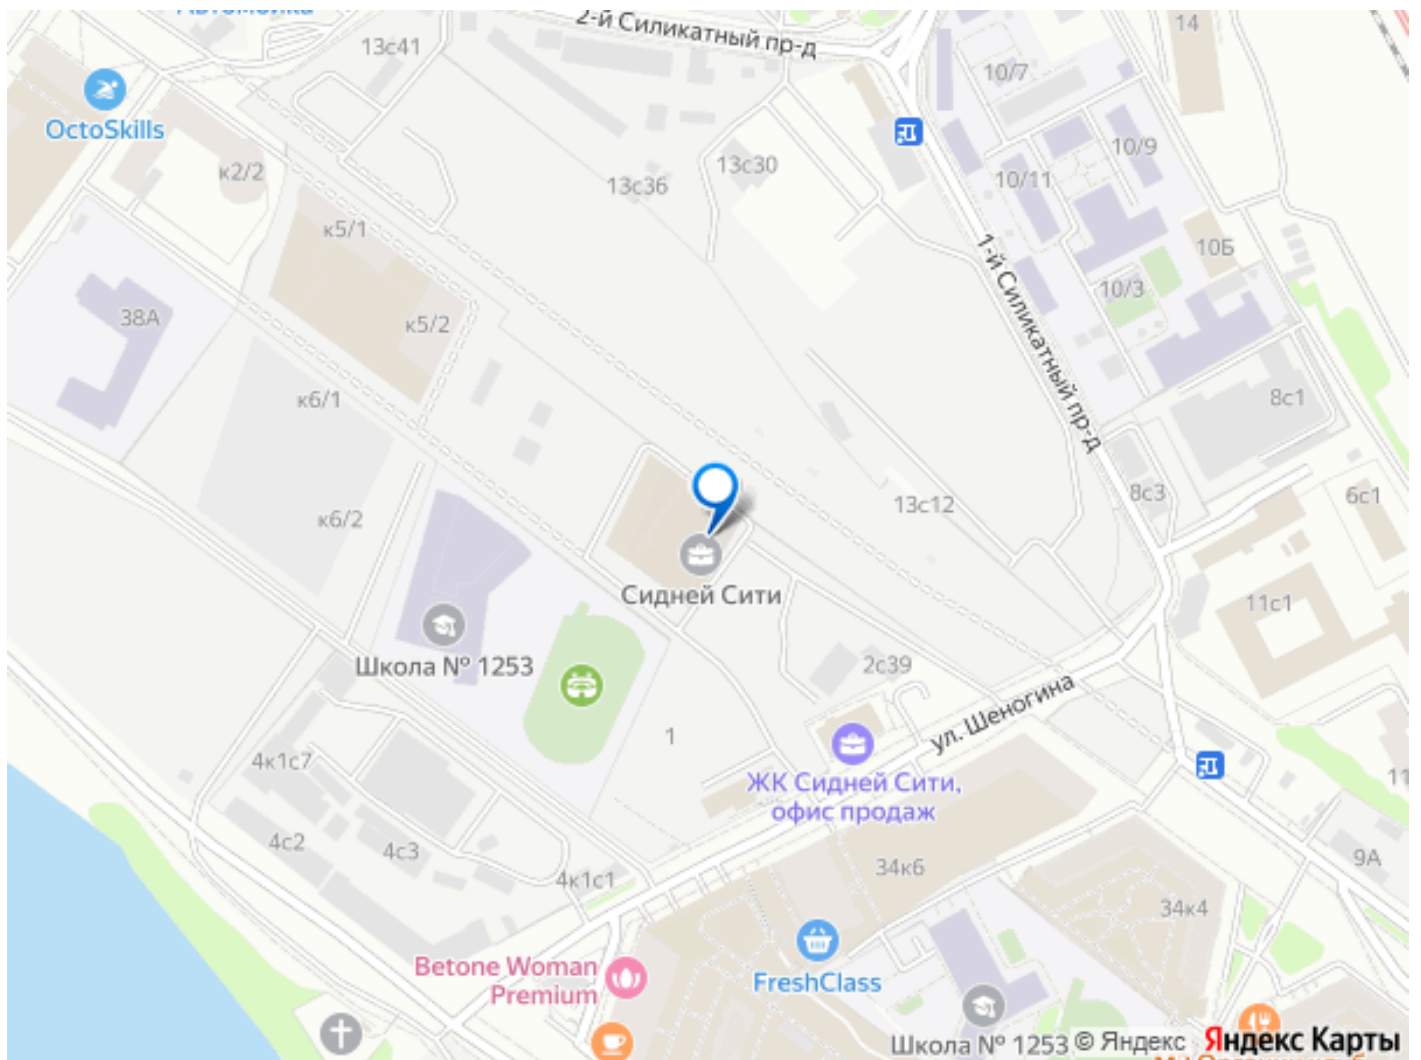 2-й Силикатный пр-д
13с41
14
10/7
OctoSkills
10/9
к2/2
13с30
13с36
10/11
к5/1
1-й Силикатный пр-д
10Б
10/3
38А
к5/2
к6/1
8с1
8с3
6с1
13с12
к6/2
Сидней Сити
11с1
Школа № 1253
2с39
ул. Шеногина
1
4к1с7
ЖК Сидней Сити,
офис продаж
11
4с2
4с3
34к6
9А
4к1с1
34к4
Betone Woman
Premium
FreshClass
Школа № 1253
© Яндекс Яндекс Карты